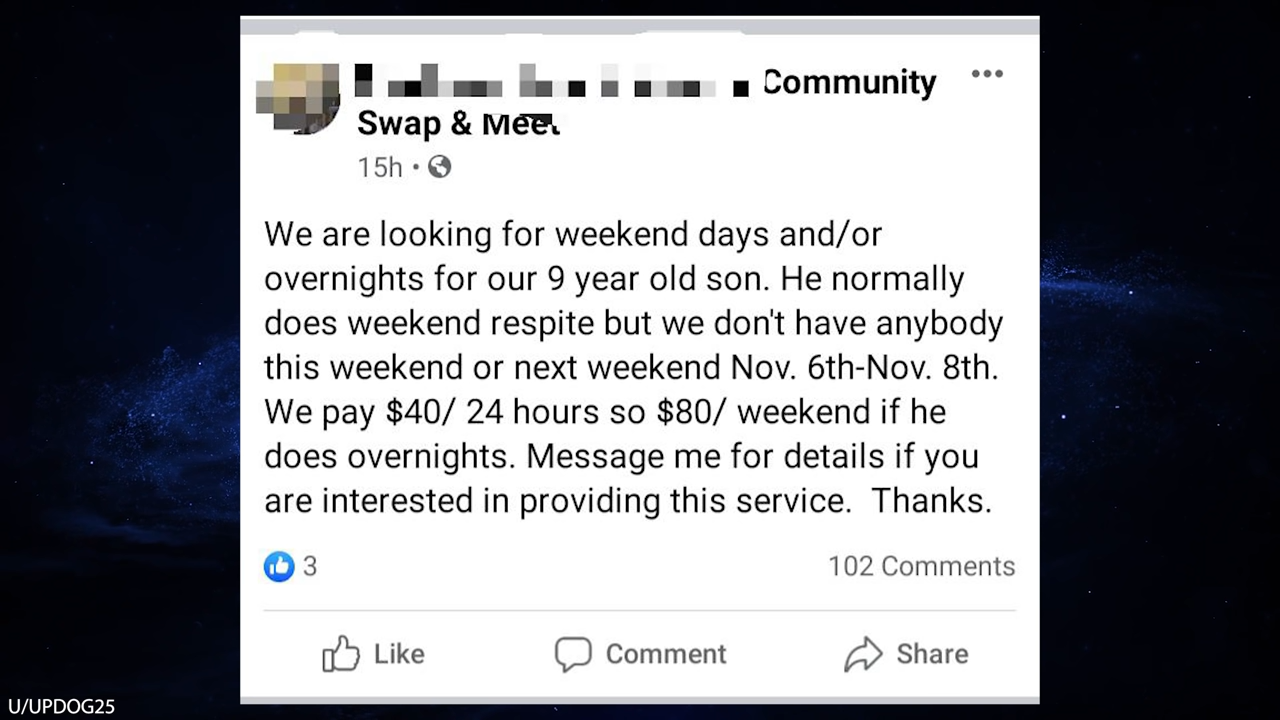 Community
Swap & Meet
15h
We are looking for weekend days and/or
overnights for our 9 year old son. He normally
does weekend respite but we don't have anybody
this weekend or next weekend Nov. 6th-Nov. 8th.
We pay $40/ 24 hours so $80/ weekend if he
does overnights. Message me for details if you
are interested in providing this service. Thanks.
3
102 Comments
Like
Comment
Share
U/UPDOG25